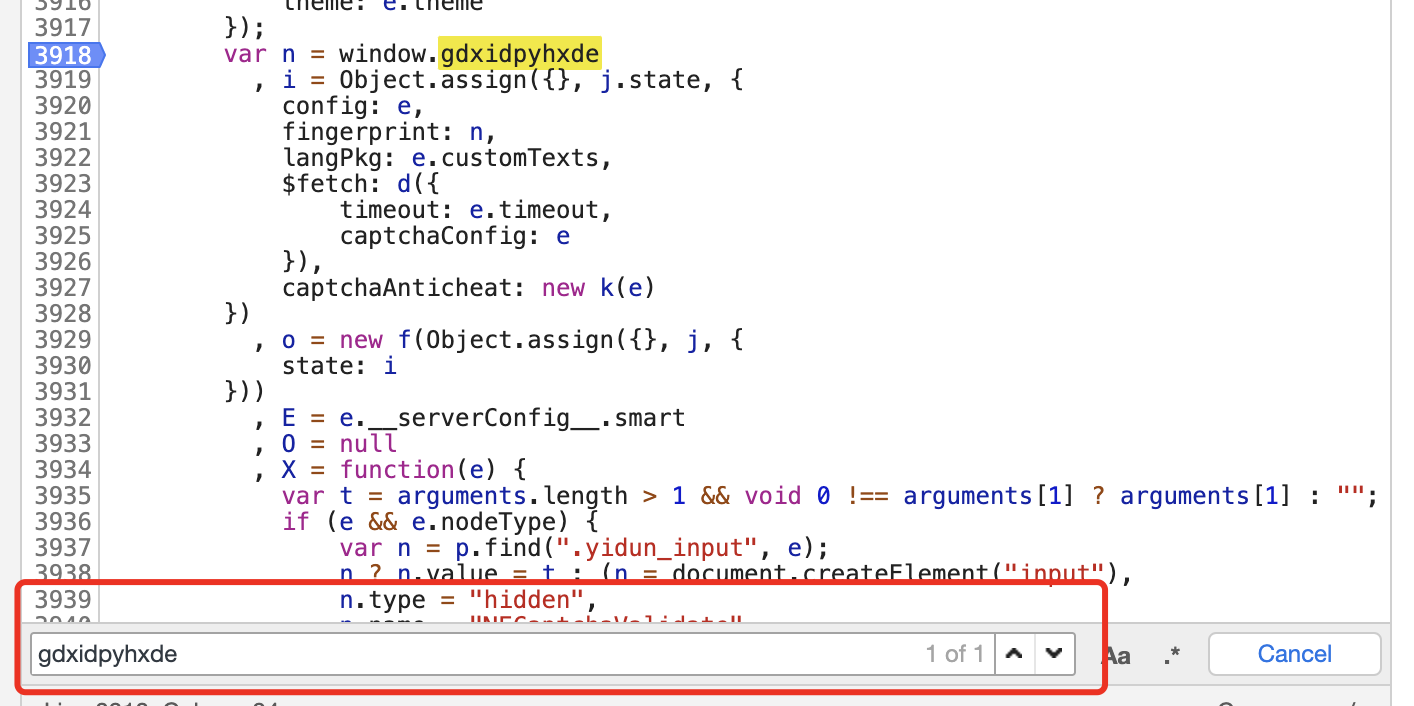 3916 theme: e.theme
3917 });
3918 var n = window.gdxidpyhxde
3919 , i = Object.assign({}, j.state, {
3920 config: e,
3921 fingerprint: n,
3922 langPkg: e.customTexts,
3923 $fetch: d({
3924 timeout: e.timeout,
3925 captchaConfig: e
3926 }),
3927 captchaAnticheat: new k(e)
3928 })
3929 , o = new f(Object.assign({}, j, {
3930 state: i
3931 }))
3932 , E = e.__serverConfig__.smart
3933 , O = null
3934 , X = function(e) {
3935 var t = arguments.length > 1 && void 0 !== arguments[1] ? arguments[1] : "";
3936 if (e && e.nodeType) {
3937 var n = p.find(".yidun_input", e);
3938 n ? n.value = t : (n = document.createElement("input"),
3939 n.type = "hidden",
3940 n.name = "NECaptchaValidate"
gdxidpyhxde 1 of 1 Aa .* Cancel